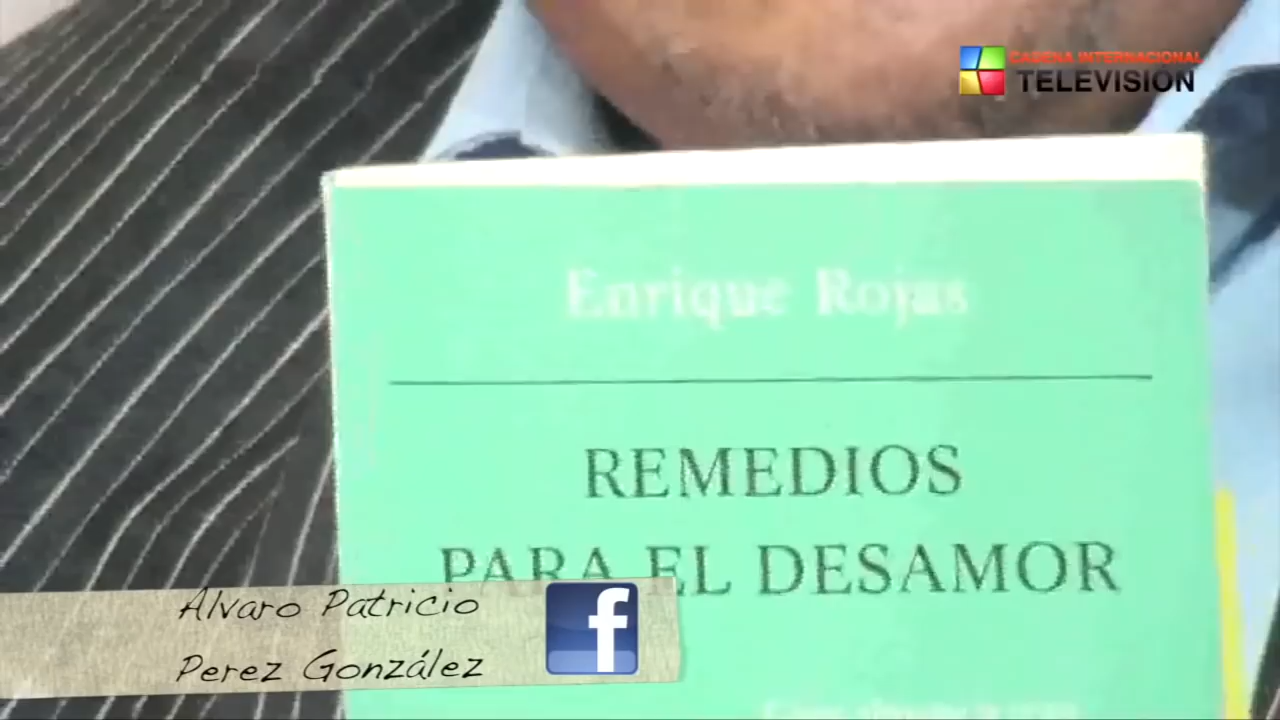 CADENA INTERNACIONAL
TELEVISION
Enrique Rojas
REMEDIOS
PARA EL DESAMOR
Alvaro Patricio
Perez González
f